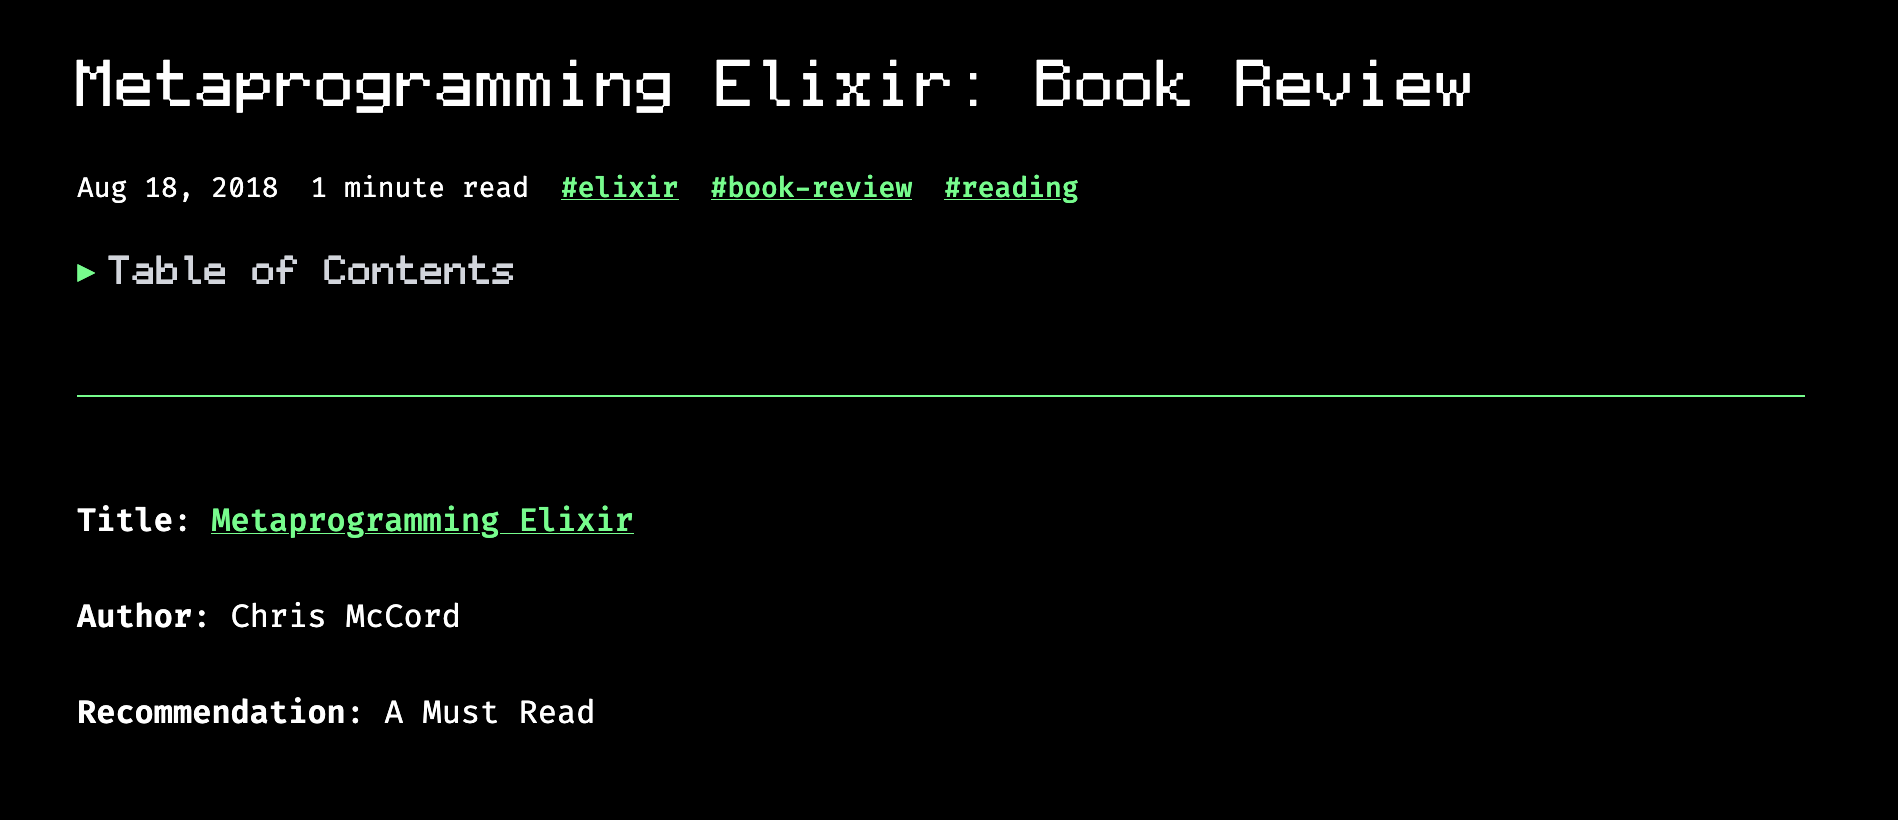 Metaprogramming Elixir: Book Review
Aug 18, 2018 1 minute read #elixir #book-review #reading
▶ Table of Contents
Title: Metaprogramming Elixir
Author: Chris McCord
Recommendation: A Must Read